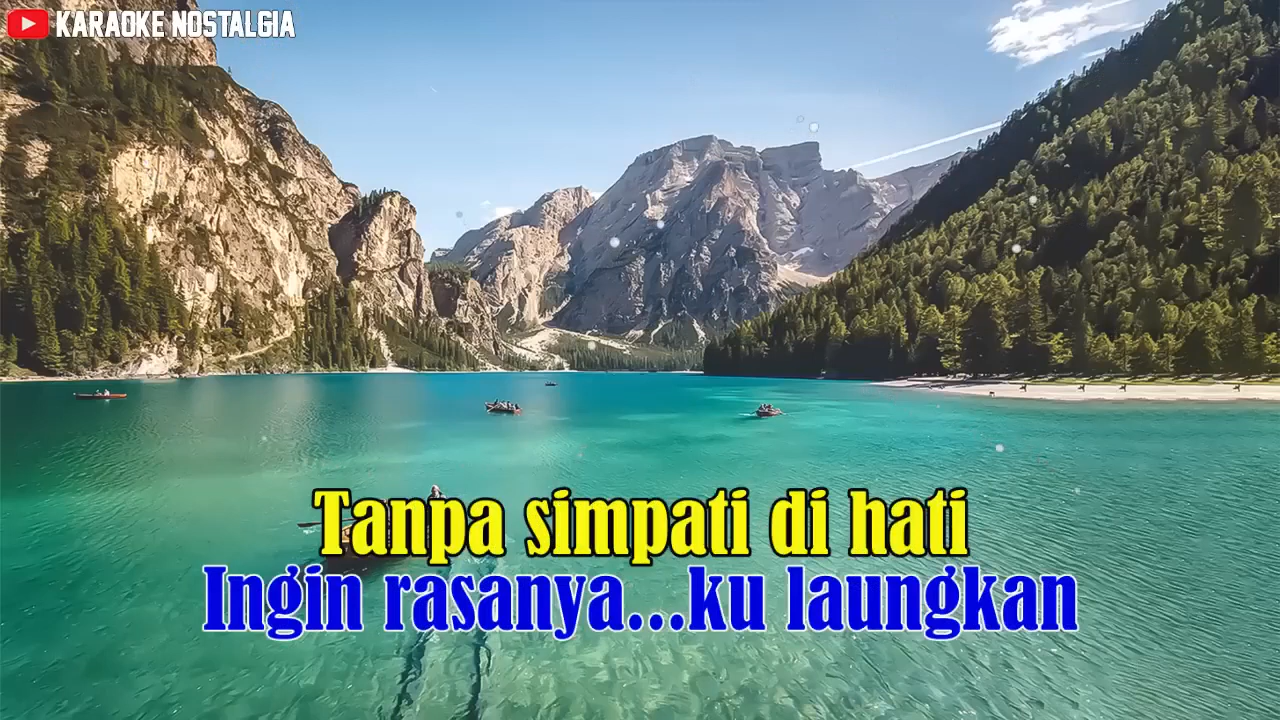 KARAOKE NOSTALGIA
Tanpa simpati di hati
Ingin rasanya...ku laungkan